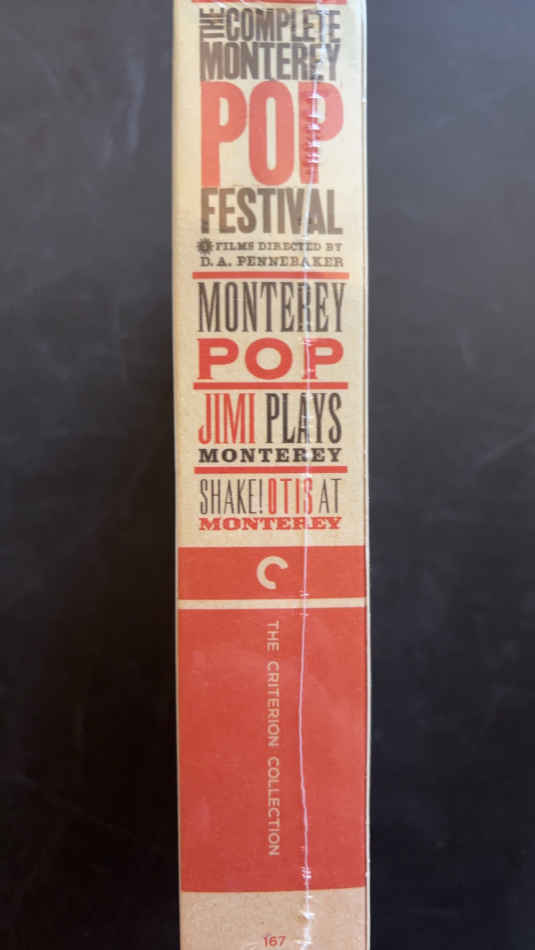 THE COMPLETE
MONTEREY
POP
FESTIVAL
3 FILMS DIRECTED BY
D. A. PENNEBAKER
MONTEREY
POP
JIMI PLAYS
MONTEREY
SHAKE! OTIS AT
MONTEREY
THE CRITERION COLLECTION
167